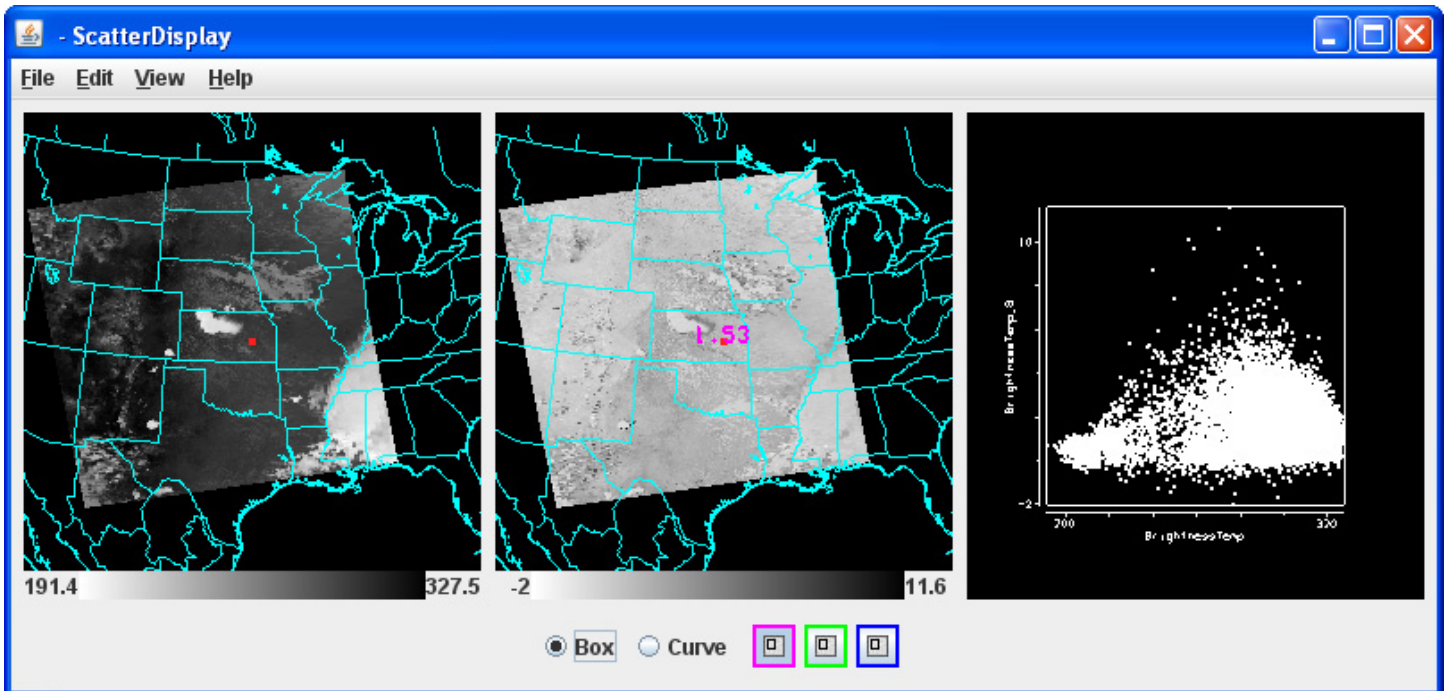 - ScatterDisplay
File Edit View Help
1.53
10
BrightnessTemp_3
-2
200 320
BrightnessTemp
191.4 327.5 -2 11.6
Box Curve